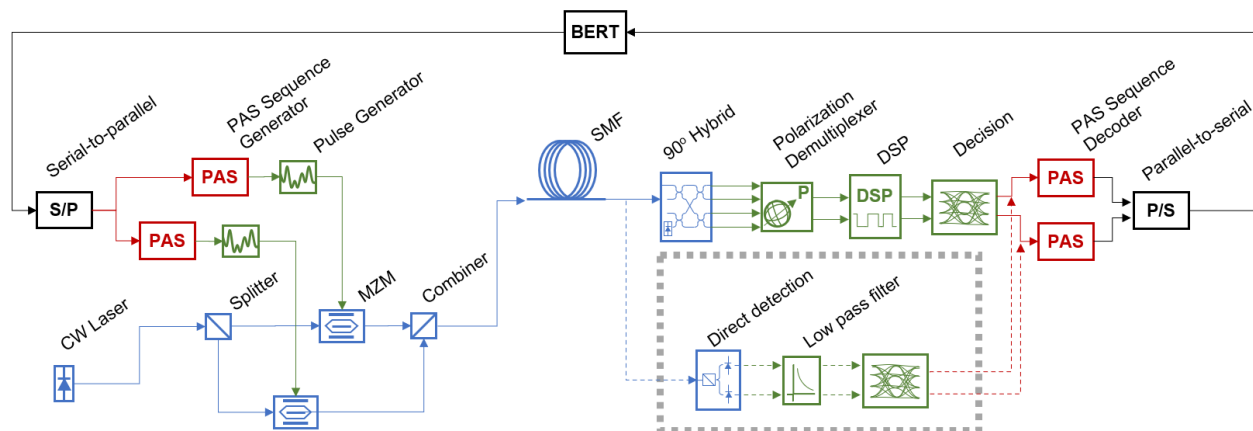 BERT
Serial-to-parallel
PAS Sequence
Generator
Pulse Generator
SMF
90° Hybrid
Polarization
Demultiplexer
DSP
Decision
PAS Sequence
Decoder
Parallel-to-serial
S/P
PAS
PAS
P
DSP
PAS
PAS
P/S
CW Laser
Splitter
MZM
Combiner
Direct detection
Low pass filter